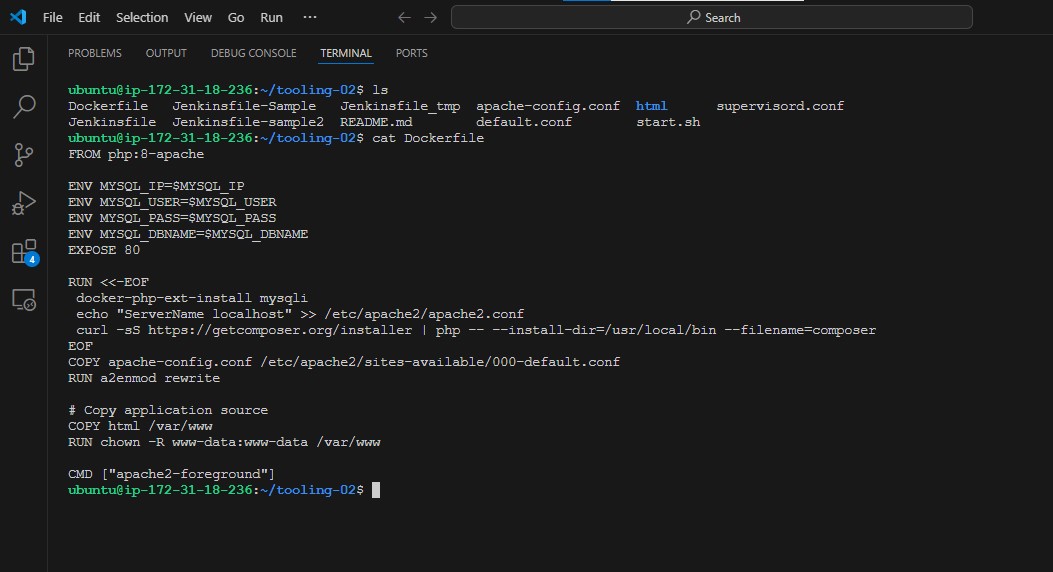 File Edit Selection View Go Run ···
Search
PROBLEMS OUTPUT DEBUG CONSOLE TERMINAL PORTS
ubuntu@ip-172-31-18-236:~/tooling-02$ ls
Dockerfile Jenkinsfile-Sample Jenkinsfile_tmp apache-config.conf html supervisord.conf
Jenkinsfile Jenkinsfile-sample2 README.md default.conf start.sh
ubuntu@ip-172-31-18-236:~/tooling-02$ cat Dockerfile
FROM php:8-apache
ENV MYSQL_IP=$MYSQL_IP
ENV MYSQL_USER=$MYSQL_USER
ENV MYSQL_PASS=$MYSQL_PASS
ENV MYSQL_DBNAME=$MYSQL_DBNAME
EXPOSE 80
RUN <<-EOF
docker-php-ext-install mysqli
echo "ServerName localhost" >> /etc/apache2/apache2.conf
curl -sS https://getcomposer.org/installer | php -- --install-dir=/usr/local/bin --filename=composer
EOF
COPY apache-config.conf /etc/apache2/sites-available/000-default.conf
RUN a2enmod rewrite
# Copy application source
COPY html /var/www
RUN chown -R www-data:www-data /var/www
CMD ["apache2-foreground"]
ubuntu@ip-172-31-18-236:~/tooling-02$
4